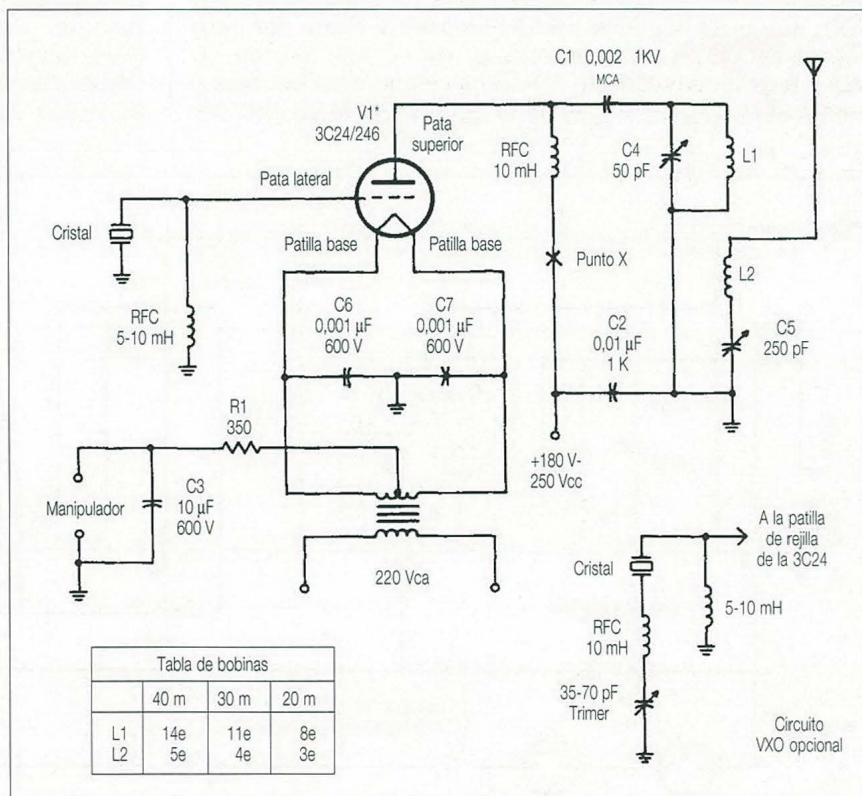 C1 0,002 1KV
MCA
V1*
3C24/246
Pata
superior
RFC
10 mH
C4
50 pF
L1
Pata lateral
Cristal
Patilla base
Patilla base
Punto X
L2
RFC
5-10 mH
C6
0,001 µF
600 V
C7
0,001 µF
600 V
C2
0,01 µF
1 K
C5
250 pF
R1
350
+180 V-
250 Vcc
Manipulador
C3
10 µF
600 V
220 Vca
A la patilla
de rejilla
de la 3C24
Cristal
5-10 mH
RFC
10 mH
35-70 pF
Trimer
Circuito
VXO opcional
Tabla de bobinas
40 m 30 m 20 m
L1 14e 11e 8e
L2 5e 4e 3e